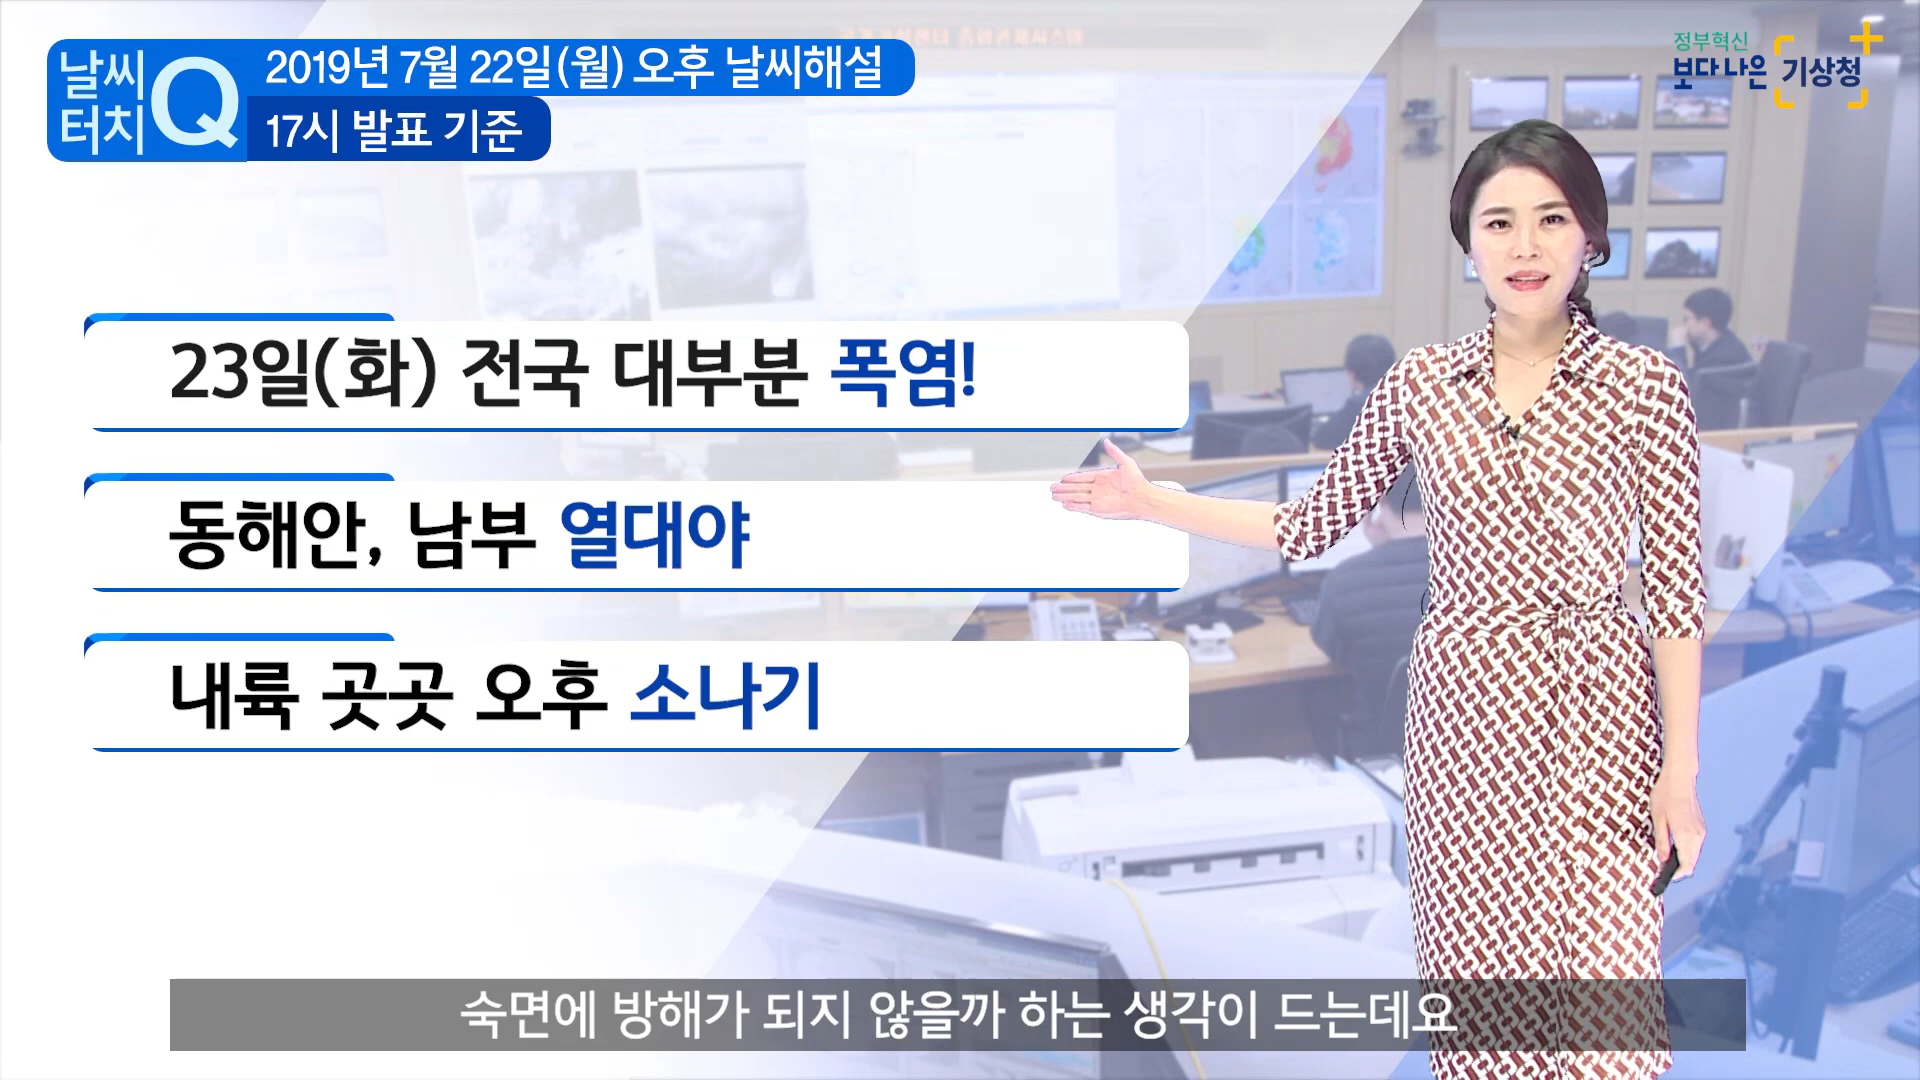 날씨
터치
Q
2019년 7월 22일(월) 오후 날씨해설
17시 발표 기준
정부혁신
보다 나은 기상청
23일(화) 전국 대부분 폭염!
동해안, 남부 열대야
내륙 곳곳 오후 소나기
숙면에 방해가 되지 않을까 하는 생각이 드는데요